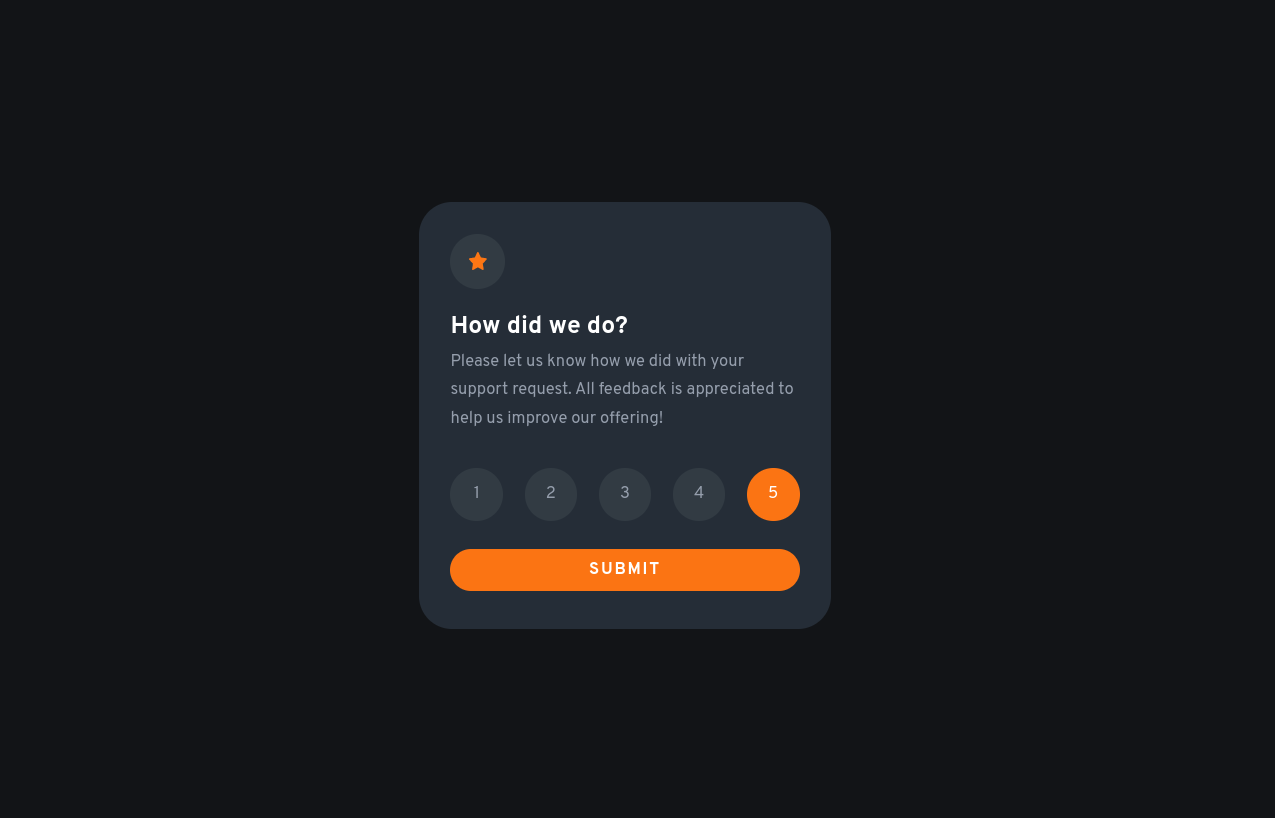 How did we do?
Please let us know how we did with your
support request. All feedback is appreciated to
help us improve our offering!
1 2 3 4 5
SUBMIT